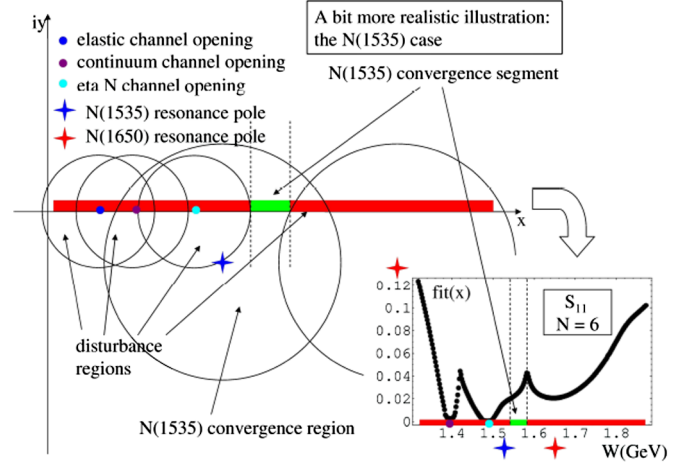 iy
A bit more realistic illustration:
the N(1535) case
elastic channel opening
continuum channel opening
eta N channel opening
N(1535) resonance pole
N(1650) resonance pole
N(1535) convergence segment
x
disturbance
regions
N(1535) convergence region
fit(x)
S11
N = 6
0.12
0.1
0.08
0.06
0.04
0.02
0
1.4 1.5 1.6 1.7 1.8
W(GeV)